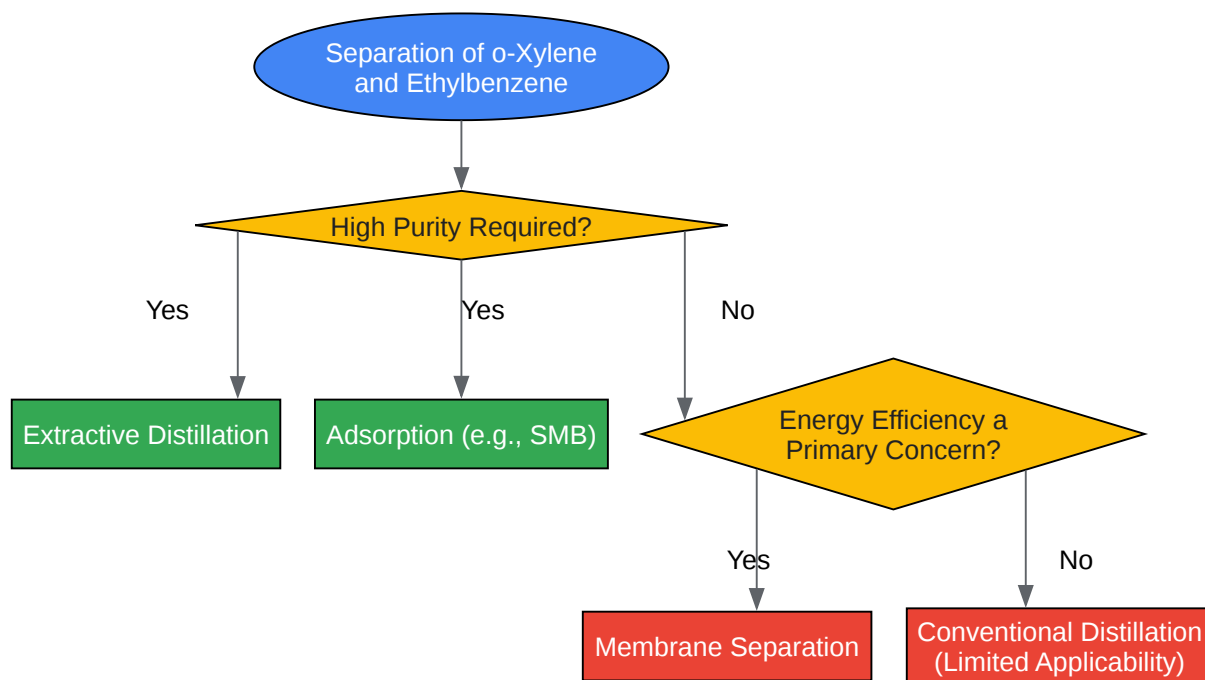 Separation of o-Xylene
and Ethylbenzene
High Purity Required?
Yes
Yes
No
Extractive Distillation
Adsorption (e.g., SMB)
Energy Efficiency a
Primary Concern?
Yes
No
Membrane Separation
Conventional Distillation
(Limited Applicability)